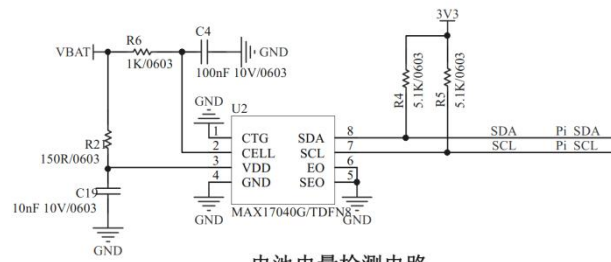 3V3
C4
R6
VBAT
GND
1K/0603
100nF 10V/0603
R4
5.1K/0603
R5
5.1K/0603
GND
U2
1 CTG SDA 8 SDA Pi SDA
2 CELL SCL 7 SCL Pi SCL
3 VDD EO 6
4 GND SEO 5
R21
150R/0603
C19
10nF 10V/0603
GND
GND
GND
MAX17040G/TDFN8